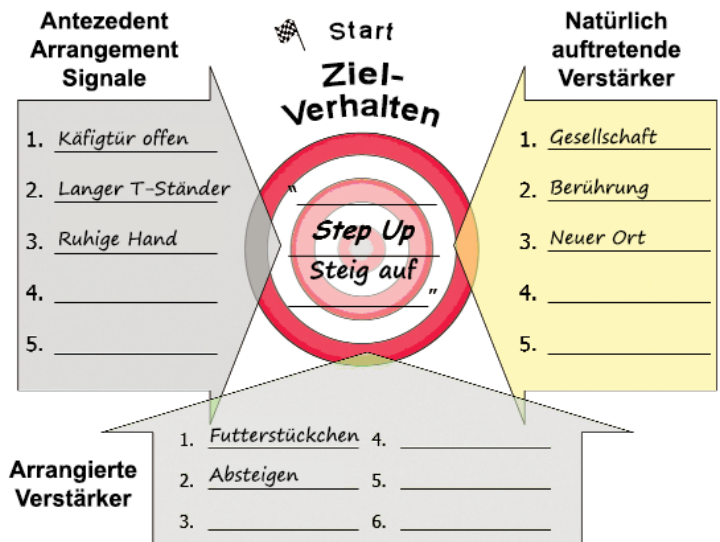 Antezedent
Arrangement
Signale
1. Käfigtür offen
2. Langer T-Ständer
3. Ruhige Hand
4.
5.
Start
Ziel-
Verhalten
"
Step Up
Steig auf
"
Natürlich
auftretende
Verstärker
1. Gesellschaft
2. Berührung
3. Neuer Ort
4.
5.
Arrangierte
Verstärker
1. Futterstückchen 4.
2. Absteigen 5.
3. 6.